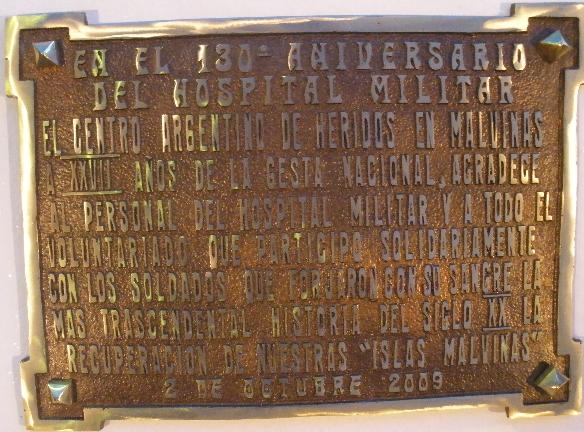 EN EL 130º ANIVERSARIO
DEL HOSPITAL MILITAR
EL CENTRO ARGENTINO DE HERIDOS EN MALVINAS
A XXVII AÑOS DE LA GESTA NACIONAL, AGRADECE
AL PERSONAL DEL HOSPITAL MILITAR Y A TODO EL
VOLUNTARIADO QUE PARTICIPO SOLIDARIAMENTE
CON LOS SOLDADOS QUE FORJARON CON SU SANGRE LA
MAS TRASCENDENTAL HISTORIA DEL SIGLO XX LA
RECUPERACION DE NUESTRAS "ISLAS MALVINAS"
2 DE OCTUBRE 2009